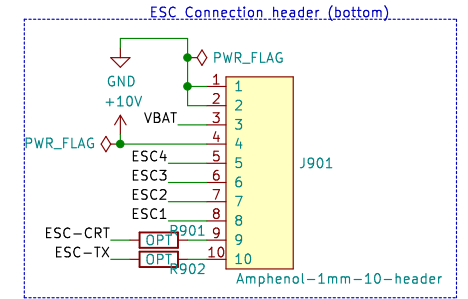 ESC Connection header (bottom)
PWR_FLAG
GND
+10V
VBAT
PWR_FLAG
ESC4
ESC3
ESC2
ESC1
ESC-CRT
R901
OPT
ESC-TX
OPT
R902
1 1
2 2
3 3
4 4
5 5
6 6
7 7
8 8
9 9
10 10
J901
Amphenol-1mm-10-header